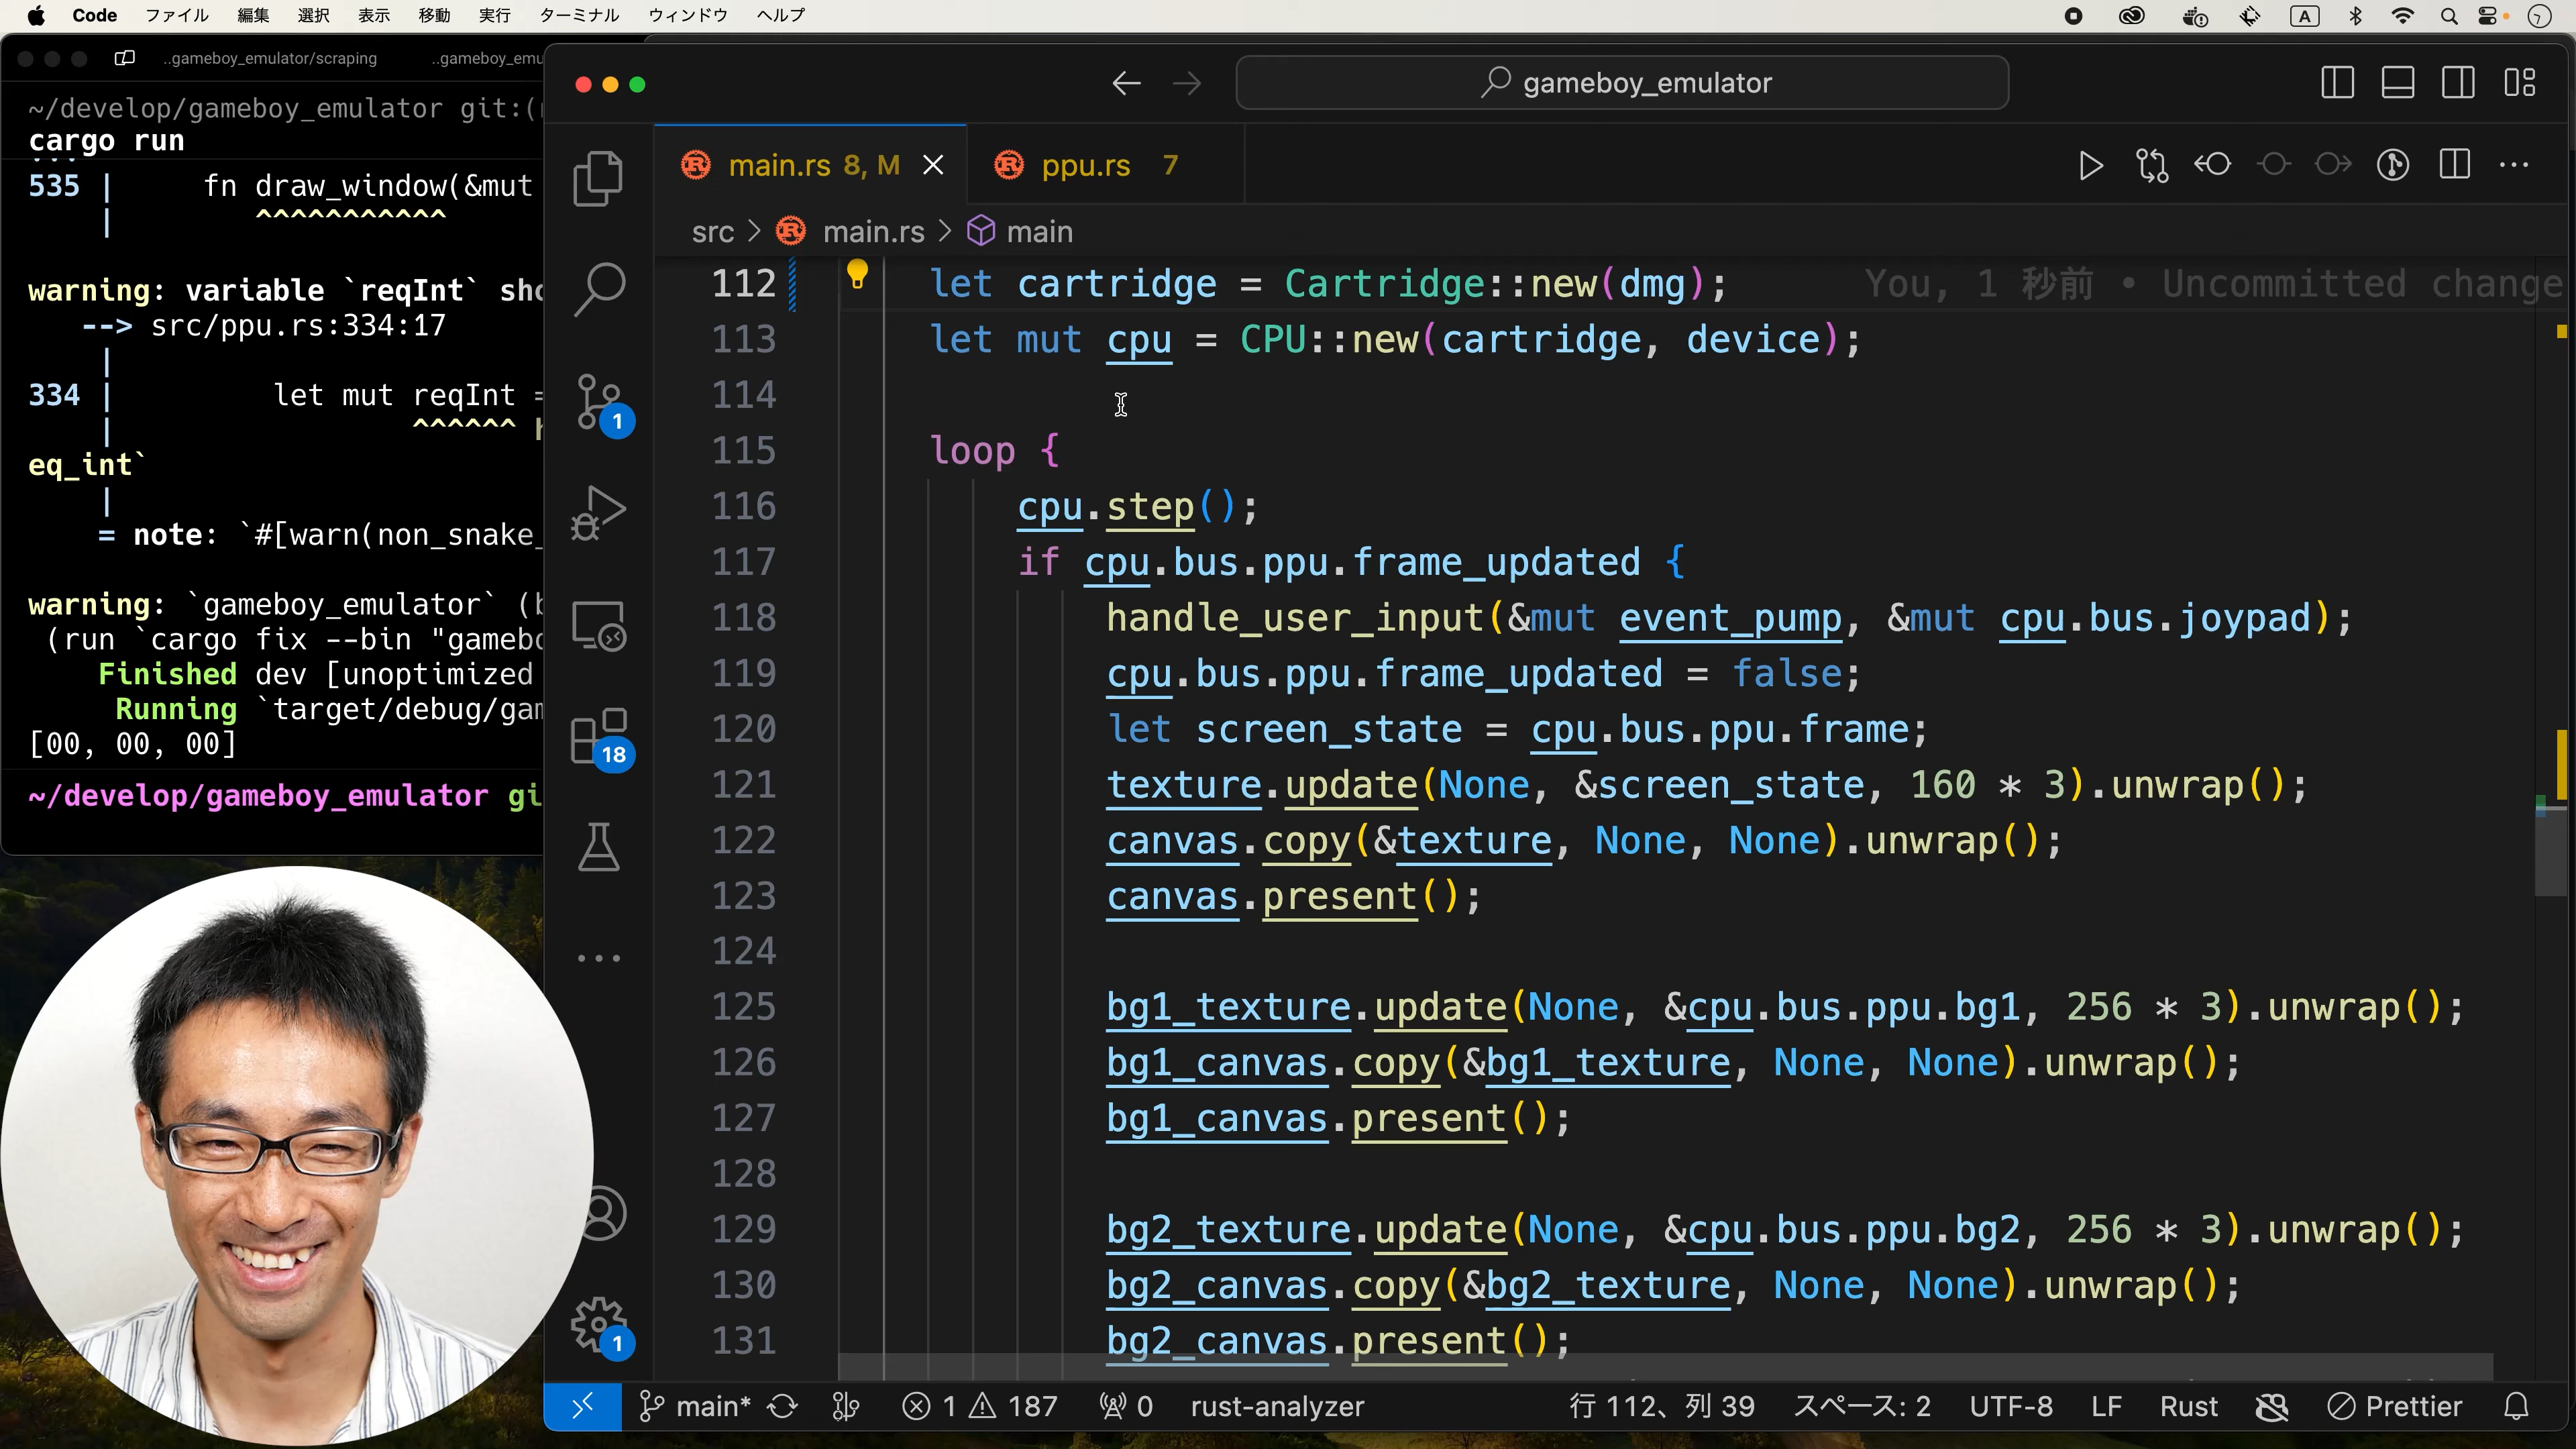 Code ファイル 編集 選択 表示 移動 実行 ターミナル ウィンドウ ヘルプ A
..gameboy_emulator/scraping ..gameboy_emu
~/develop/gameboy_emulator git:(
cargo run
535 | fn draw_window(&mut
| ^^^^^^^^^^^
warning: variable `reqInt` sho
--> src/ppu.rs:334:17
|
334 | let mut reqInt =
| ^^^^^^
eq_int`
|
= note: `#[warn(non_snake_
warning: `gameboy_emulator` (b
(run `cargo fix --bin "gamebo
Finished dev [unoptimized
Running `target/debug/gam
[00, 00, 00]
~/develop/gameboy_emulator gi
gameboy_emulator
main.rs 8, M ppu.rs 7
src > main.rs > main
112 let cartridge = Cartridge::new(dmg); You, 1 秒前 • Uncommitted change
113 let mut cpu = CPU::new(cartridge, device);
114
115 loop {
116 cpu.step();
117 if cpu.bus.ppu.frame_updated {
118 handle_user_input(&mut event_pump, &mut cpu.bus.joypad);
119 cpu.bus.ppu.frame_updated = false;
120 let screen_state = cpu.bus.ppu.frame;
121 texture.update(None, &screen_state, 160 * 3).unwrap();
122 canvas.copy(&texture, None, None).unwrap();
123 canvas.present();
124
125 bg1_texture.update(None, &cpu.bus.ppu.bg1, 256 * 3).unwrap();
126 bg1_canvas.copy(&bg1_texture, None, None).unwrap();
127 bg1_canvas.present();
128
129 bg2_texture.update(None, &cpu.bus.ppu.bg2, 256 * 3).unwrap();
130 bg2_canvas.copy(&bg2_texture, None, None).unwrap();
131 bg2_canvas.present();
1
18
1
main* 1 187 0 rust-analyzer 行 112、列 39 スペース: 2 UTF-8 LF Rust Prettier